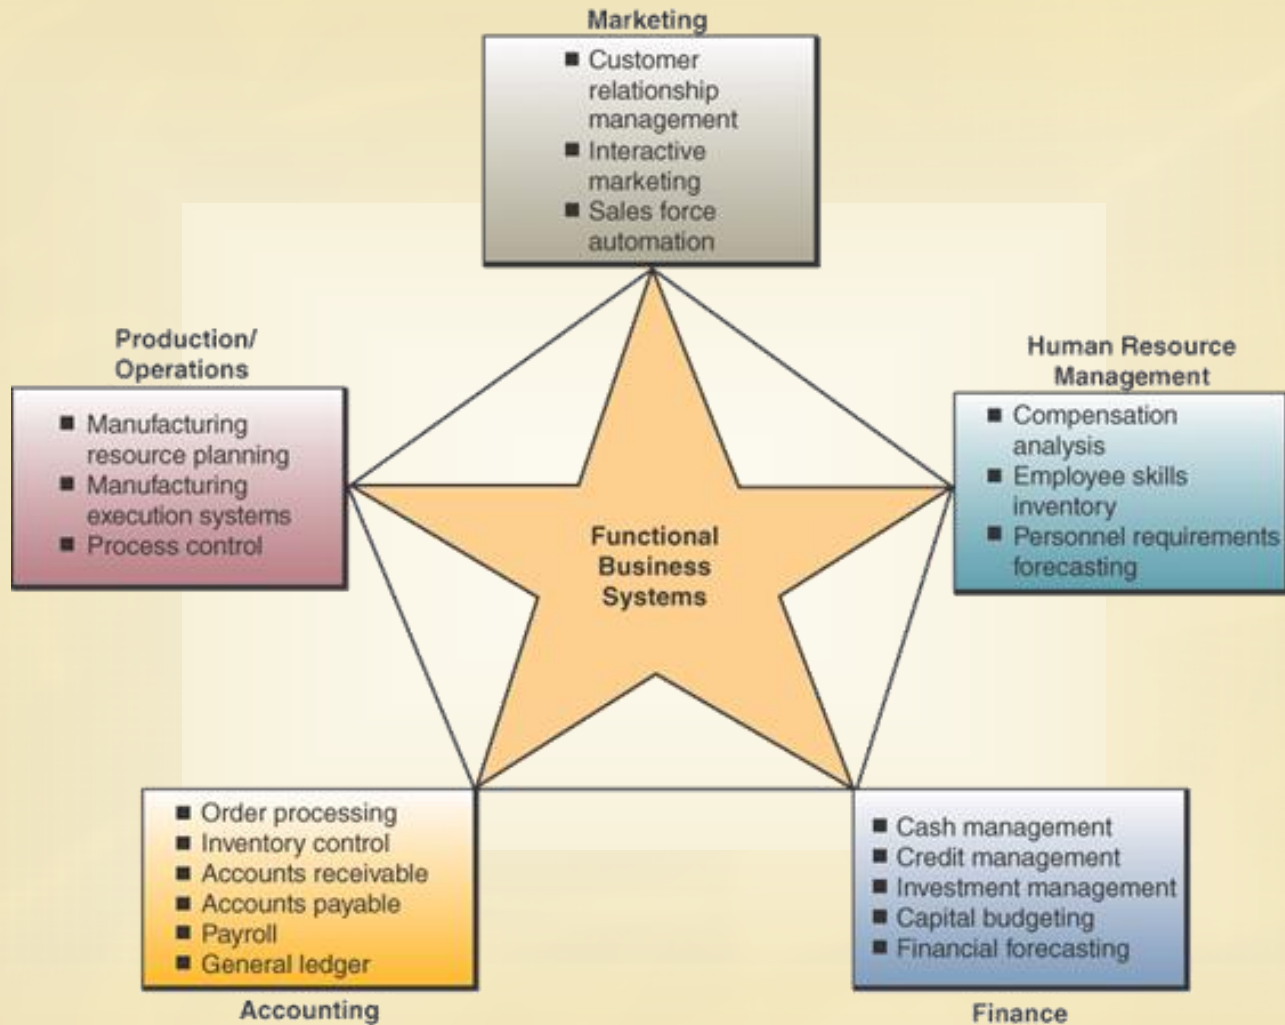 Marketing
■ Customer
relationship
management
■ Interactive
marketing
■ Sales force
automation
Production/
Operations
■ Manufacturing
resource planning
■ Manufacturing
execution systems
■ Process control
Human Resource
Management
■ Compensation
analysis
■ Employee skills
inventory
■ Personnel requirements
forecasting
Functional
Business
Systems
■ Order processing
■ Inventory control
■ Accounts receivable
■ Accounts payable
■ Payroll
■ General ledger
Accounting
■ Cash management
■ Credit management
■ Investment management
■ Capital budgeting
■ Financial forecasting
Finance